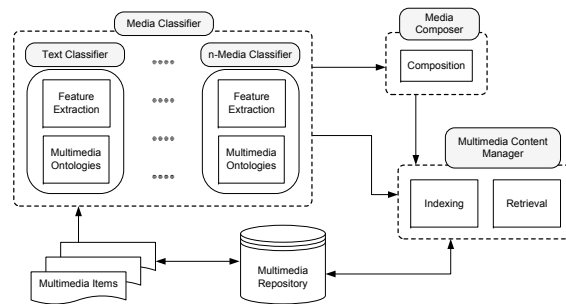 Media Classifier
Media
Composer
Text Classifier
n-Media Classifier
Composition
Feature
Extraction
Feature
Extraction
Multimedia
Ontologies
Multimedia
Ontologies
Multimedia Content
Manager
Indexing
Retrieval
Multimedia Items
Multimedia
Repository